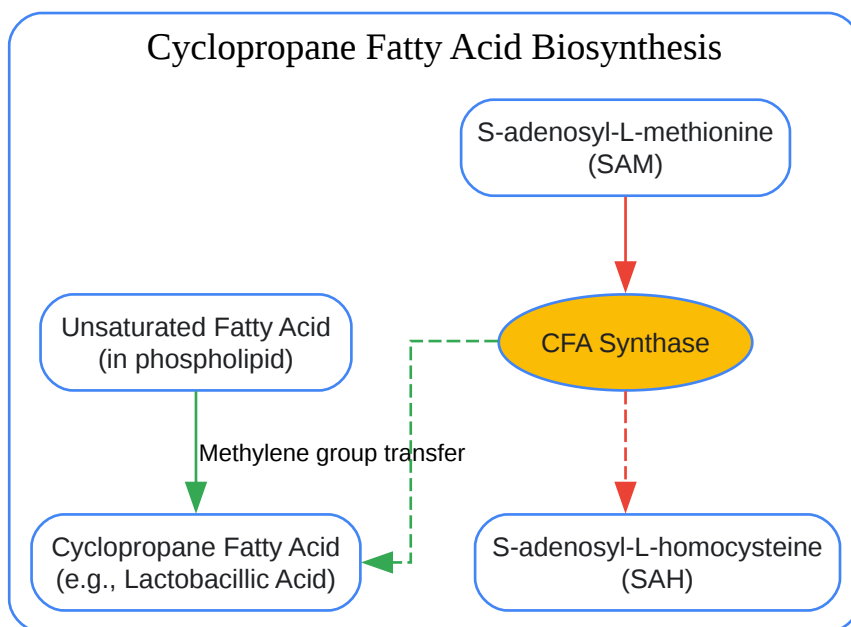 Cyclopropane Fatty Acid Biosynthesis
S-adenosyl-L-methionine
(SAM)
Unsaturated Fatty Acid
(in phospholipid)
CFA Synthase
Methylene group transfer
Cyclopropane Fatty Acid
(e.g., Lactobacillic Acid)
S-adenosyl-L-homocysteine
(SAH)